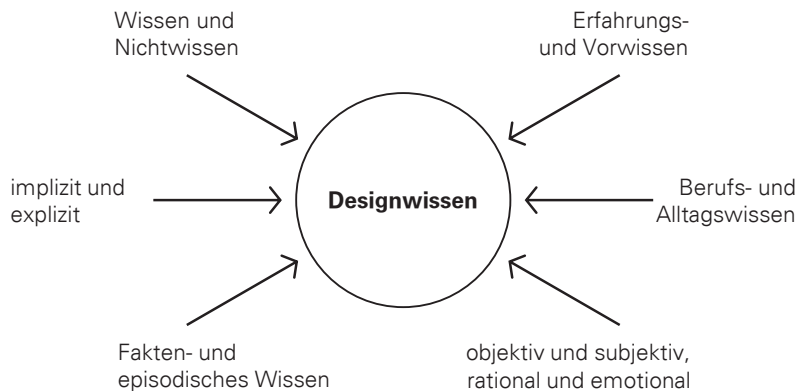 Wissen und
Nichtwissen
Erfahrungs-
und Vorwissen
implizit und
explizit
Designwissen
Berufs- und
Alltagswissen
Fakten- und
episodisches Wissen
objektiv und subjektiv,
rational und emotional